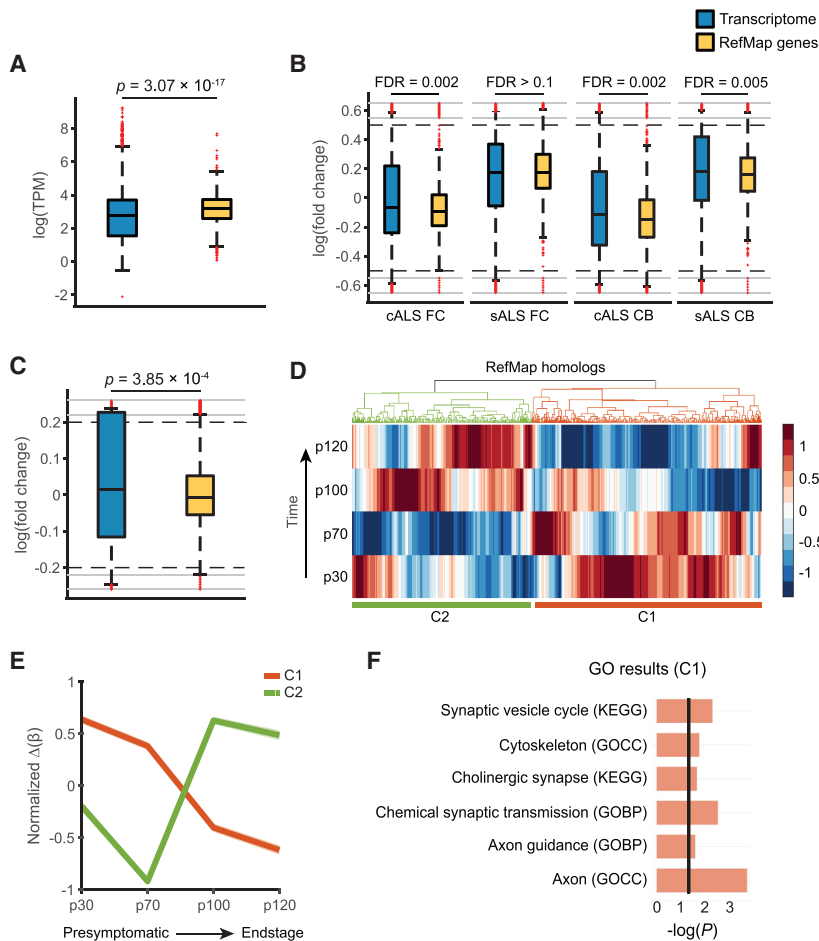 Transcriptome
RefMap genes
A
p = 3.07 × 10-17
log(TPM)
8
6
4
2
0
-2
B
FDR = 0.002
FDR > 0.1
FDR = 0.002
FDR = 0.005
log(fold change)
0.6
0.4
0.2
0
-0.2
-0.4
-0.6
cALS FC
sALS FC
cALS CB
sALS CB
C
p = 3.85 × 10-4
log(fold change)
0.2
0.1
0
-0.1
-0.2
D
RefMap homologs
Time
p120
p100
p70
p30
C2
C1
1
0.5
0
-0.5
-1
E
C1
C2
Normalized Δ(β)
1
0.5
0
-0.5
-1
p30
p70
p100
p120
Presymptomatic
Endstage
F
GO results (C1)
Synaptic vesicle cycle (KEGG)
Cytoskeleton (GOCC)
Cholinergic synapse (KEGG)
Chemical synaptic transmission (GOBP)
Axon guidance (GOBP)
Axon (GOCC)
0 1 2 3
-log(P)